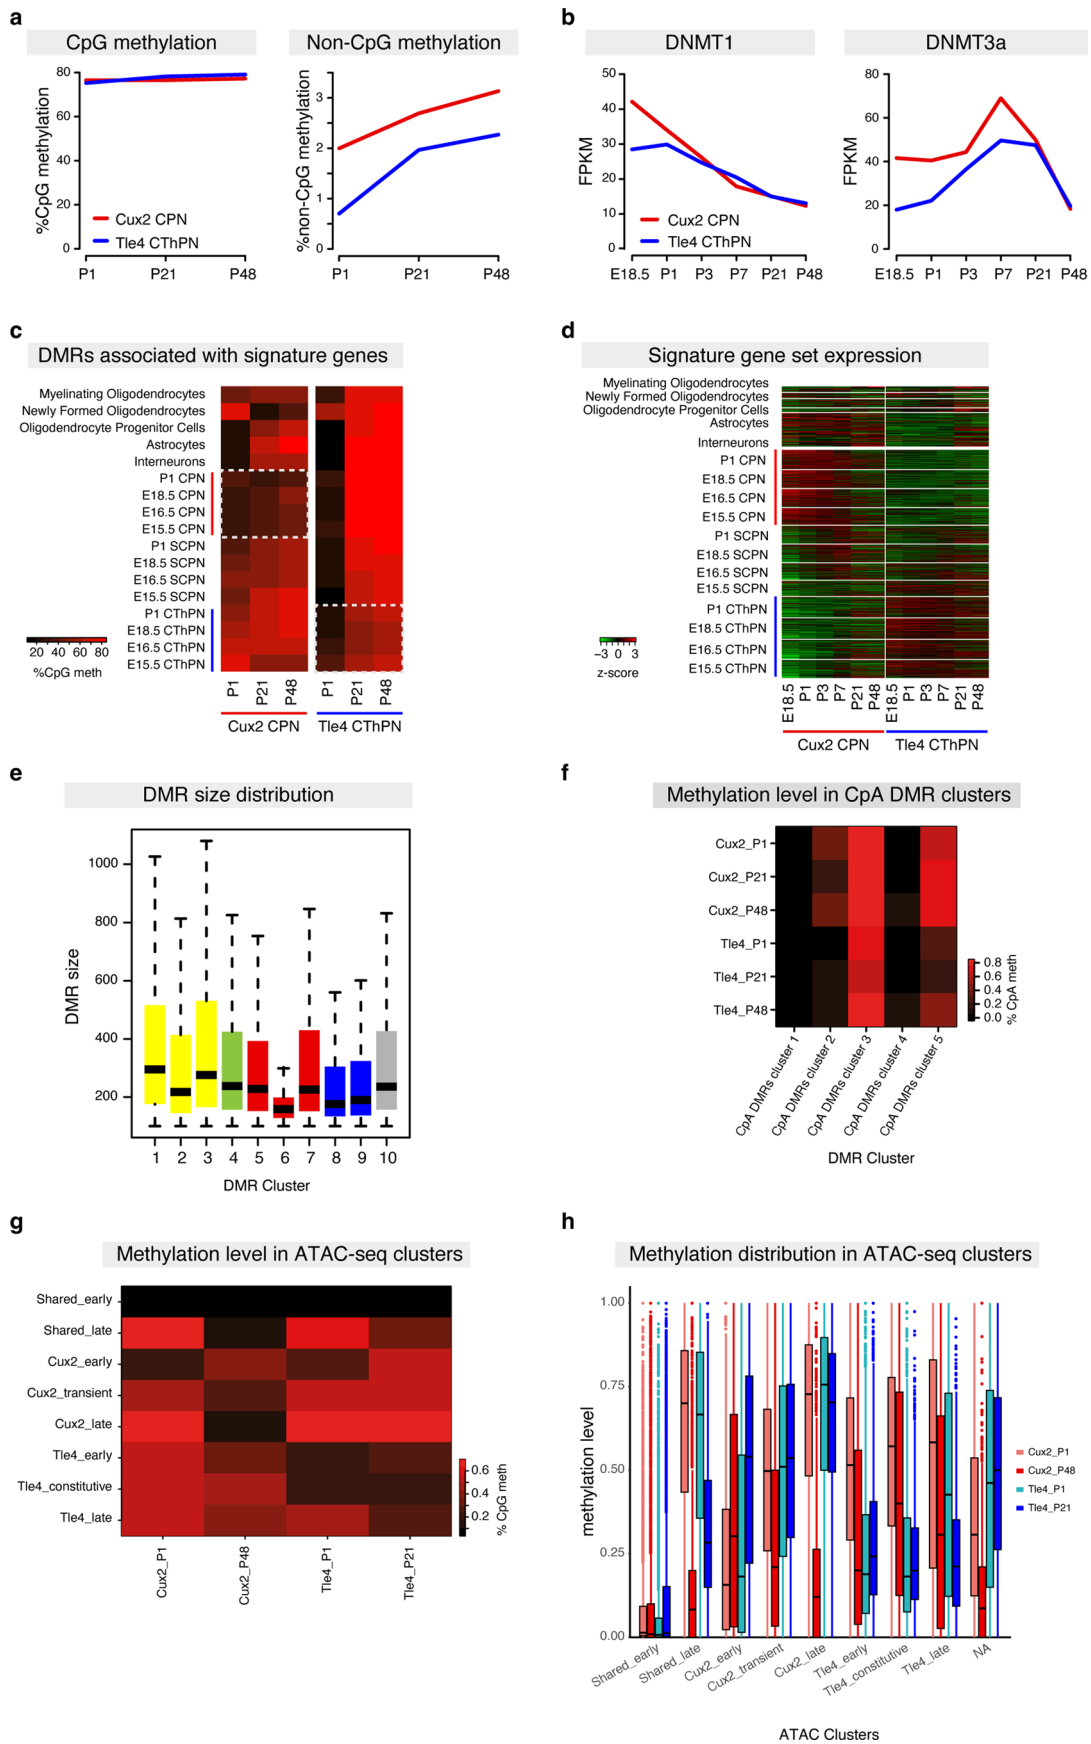 a
CpG methylation
Non-CpG methylation
%CpG methylation
80
60
80
20
0
Cux2 CPN
Tle4 CThPN
P1
P21
P48
%non-CpG methylation
3
2
1
0
P1
P21
P48
b
DNMT1
DNMT3a
FPKM
50
40
30
20
10
0
Cux2 CPN
Tle4 CThPN
E18.5
P1
P3
P7
P21
P48
FPKM
80
60
40
20
0
E18.5
P1
P3
P7
P21
P48
c
DMRs associated with signature genes
Myelinating Oligodendrocytes
Newly Formed Oligodendrocytes
Oligodendrocyte Progenitor Cells
Astrocytes
Interneurons
P1 CPN
E18.5 CPN
E16.5 CPN
E15.5 CPN
P1 SCPN
E18.5 SCPN
E16.5 SCPN
E15.5 SCPN
P1 CThPN
E18.5 CThPN
E16.5 CThPN
E15.5 CThPN
20 40 60 80
%CpG meth
P1
P21
P48
P1
P21
P48
Cux2 CPN
Tle4 CThPN
d
Signature gene set expression
Myelinating Oligodendrocytes
Newly Formed Oligodendrocytes
Oligodendrocyte Progenitor Cells
Astrocytes
Interneurons
P1 CPN
E18.5 CPN
E16.5 CPN
E15.5 CPN
P1 SCPN
E18.5 SCPN
E16.5 SCPN
E15.5 SCPN
P1 CThPN
E18.5 CThPN
E16.5 CThPN
E15.5 CThPN
−3 0 3
z-score
E18.5
P1
P3
P7
P21
P48
E18.5
P1
P3
P7
P21
P48
Cux2 CPN
Tle4 CThPN
e
DMR size distribution
DMR size
1000
800
600
400
200
1 2 3 4 5 6 7 8 9 10
DMR Cluster
f
Methylation level in CpA DMR clusters
Cux2_P1
Cux2_P21
Cux2_P48
Tle4_P1
Tle4_P21
Tle4_P48
0.8
0.6
0.4
0.2
0.0
% CpA meth
CpA DMRs cluster 1
CpA DMRs cluster 2
CpA DMRs cluster 3
CpA DMRs cluster 4
CpA DMRs cluster 5
DMR Cluster
g
Methylation level in ATAC-seq clusters
Shared_early
Shared_late
Cux2_early
Cux2_transient
Cux2_late
Tle4_early
Tle4_constitutive
Tle4_late
0.6
0.4
0.2
% CpG meth
Cux2_P1
Cux2_P48
Tle4_P1
Tle4_P21
h
Methylation distribution in ATAC-seq clusters
methylation level
1.00
0.75
0.50
0.25
0.00
Cux2_P1
Cux2_P48
Tle4_P1
Tle4_P21
Shared_early
Shared_late
Cux2_early
Cux2_transient
Cux2_late
Tle4_early
Tle4_constitutive
Tle4_late
NA
ATAC Clusters